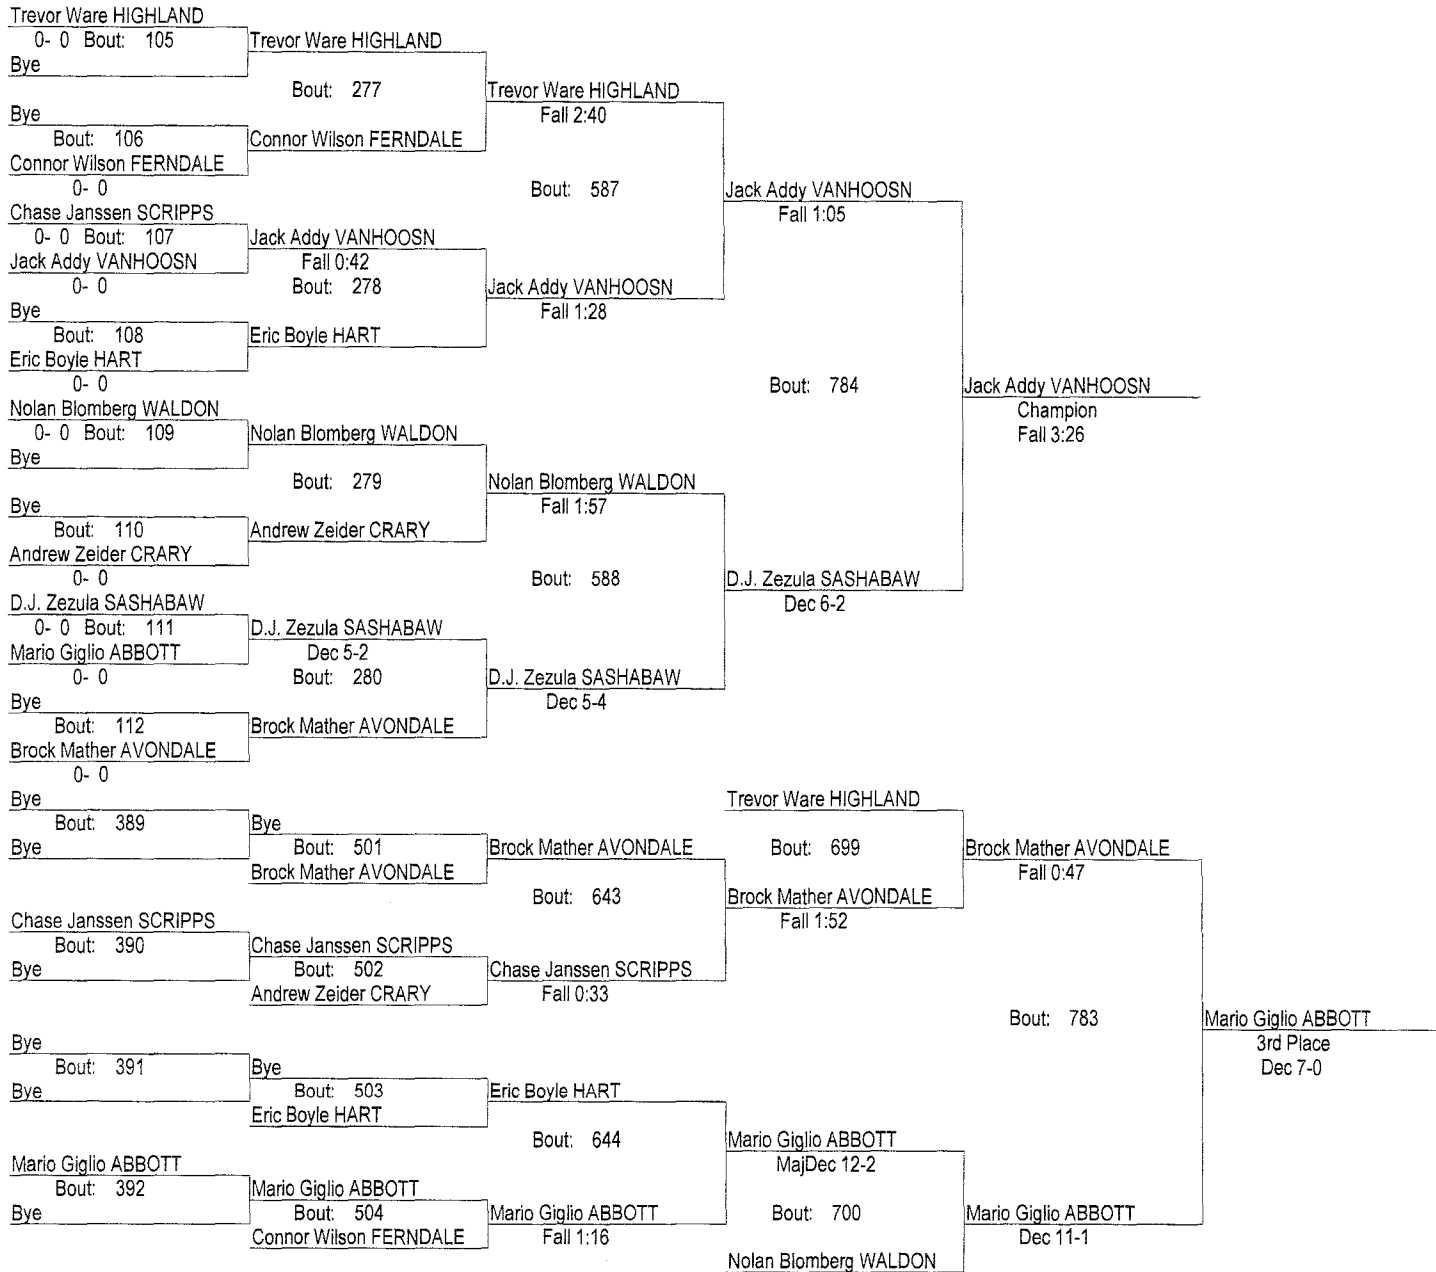 Trevor Ware HIGHLAND
0- 0 Bout: 105
Bye
Bye
Bout: 106
Connor Wilson FERNDALE
0- 0
Chase Janssen SCRIPPS
0- 0 Bout: 107
Jack Addy VANHOOSN
0- 0
Bye
Bout: 108
Eric Boyle HART
0- 0
Nolan Blomberg WALDON
0- 0 Bout: 109
Bye
Bye
Bout: 110
Andrew Zeider CRARY
0- 0
D.J. Zezula SASHABAW
0- 0 Bout: 111
Mario Giglio ABBOTT
0- 0
Bye
Bout: 112
Brock Mather AVONDALE
0- 0
Trevor Ware HIGHLAND
Bout: 277
Connor Wilson FERNDALE
Jack Addy VANHOOSN
Fall 0:42
Bout: 278
Eric Boyle HART
Nolan Blomberg WALDON
Bout: 279
Andrew Zeider CRARY
D.J. Zezula SASHABAW
Dec 5-2
Bout: 280
Brock Mather AVONDALE
Trevor Ware HIGHLAND
Fall 2:40
Bout: 587
Jack Addy VANHOOSN
Fall 1:28
Nolan Blomberg WALDON
Fall 1:57
Bout: 588
D.J. Zezula SASHABAW
Dec 5-4
Jack Addy VANHOOSN
Fall 1:05
Bout: 784
D.J. Zezula SASHABAW
Dec 6-2
Jack Addy VANHOOSN
Champion
Fall 3:26
Bye
Bout: 389
Bye
Chase Janssen SCRIPPS
Bout: 390
Bye
Bye
Bout: 391
Bye
Mario Giglio ABBOTT
Bout: 392
Bye
Bye
Bout: 501
Brock Mather AVONDALE
Chase Janssen SCRIPPS
Bout: 502
Andrew Zeider CRARY
Bye
Bout: 503
Eric Boyle HART
Mario Giglio ABBOTT
Bout: 504
Connor Wilson FERNDALE
Brock Mather AVONDALE
Bout: 643
Chase Janssen SCRIPPS
Fall 0:33
Eric Boyle HART
Bout: 644
Mario Giglio ABBOTT
Fall 1:16
Trevor Ware HIGHLAND
Bout: 699
Brock Mather AVONDALE
Fall 1:52
Mario Giglio ABBOTT
MajDec 12-2
Bout: 700
Nolan Blomberg WALDON
Brock Mather AVONDALE
Fall 0:47
Bout: 783
Mario Giglio ABBOTT
Dec 11-1
Mario Giglio ABBOTT
3rd Place
Dec 7-0